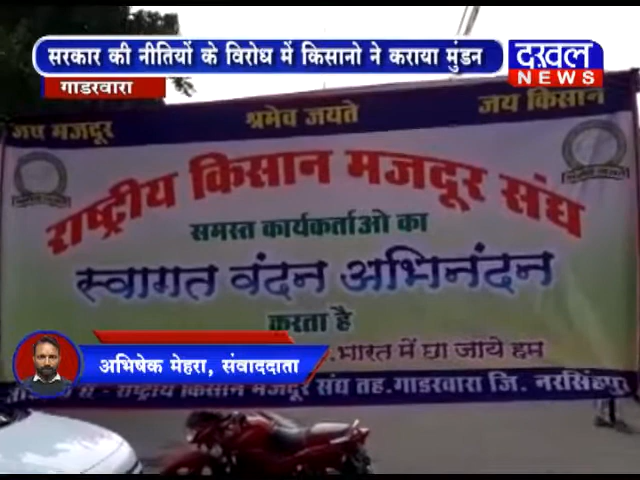 सरकार की नीतियों के विरोध में किसानो ने कराया मुंडन
दखल
NEWS
गाडरवारा
जय मजदूर
श्रमेव जयते
जय किसान
राष्ट्रीय किसान मजदूर संघ
समस्त कार्यकर्ताओ का
स्वागत वंदन अभिनंदन
करता है
भारत में छा जाये हम
अभिषेक मेहरा, संवाददाता
- राष्ट्रीय किसान मजदूर संघ तह.गाडरवारा जि. नरसिंहपुर